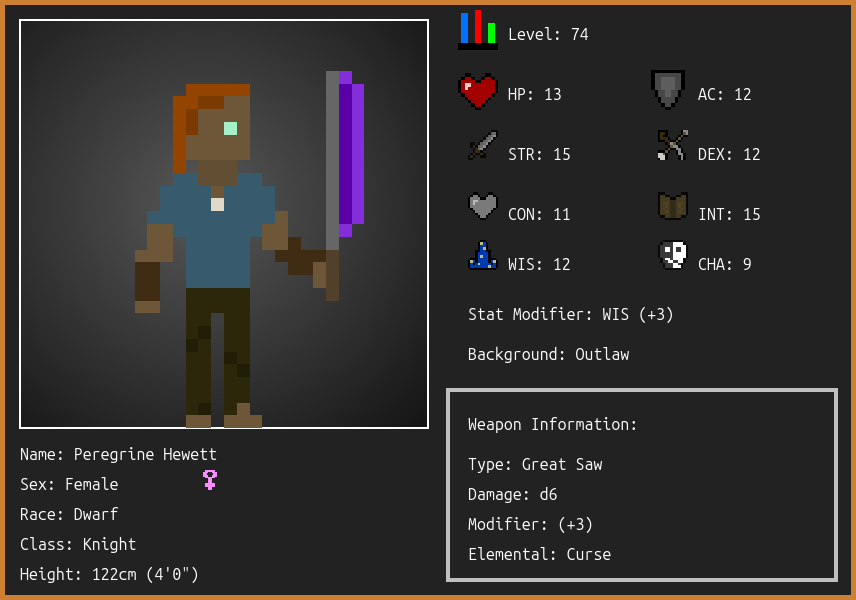 Level: 74
HP: 13
AC: 12
STR: 15
DEX: 12
CON: 11
INT: 15
WIS: 12
CHA: 9
Stat Modifier: WIS (+3)
Background: Outlaw
Weapon Information:
Type: Great Saw
Damage: d6
Modifier: (+3)
Elemental: Curse
Name: Peregrine Hewett
Sex: Female
Race: Dwarf
Class: Knight
Height: 122cm (4'0")